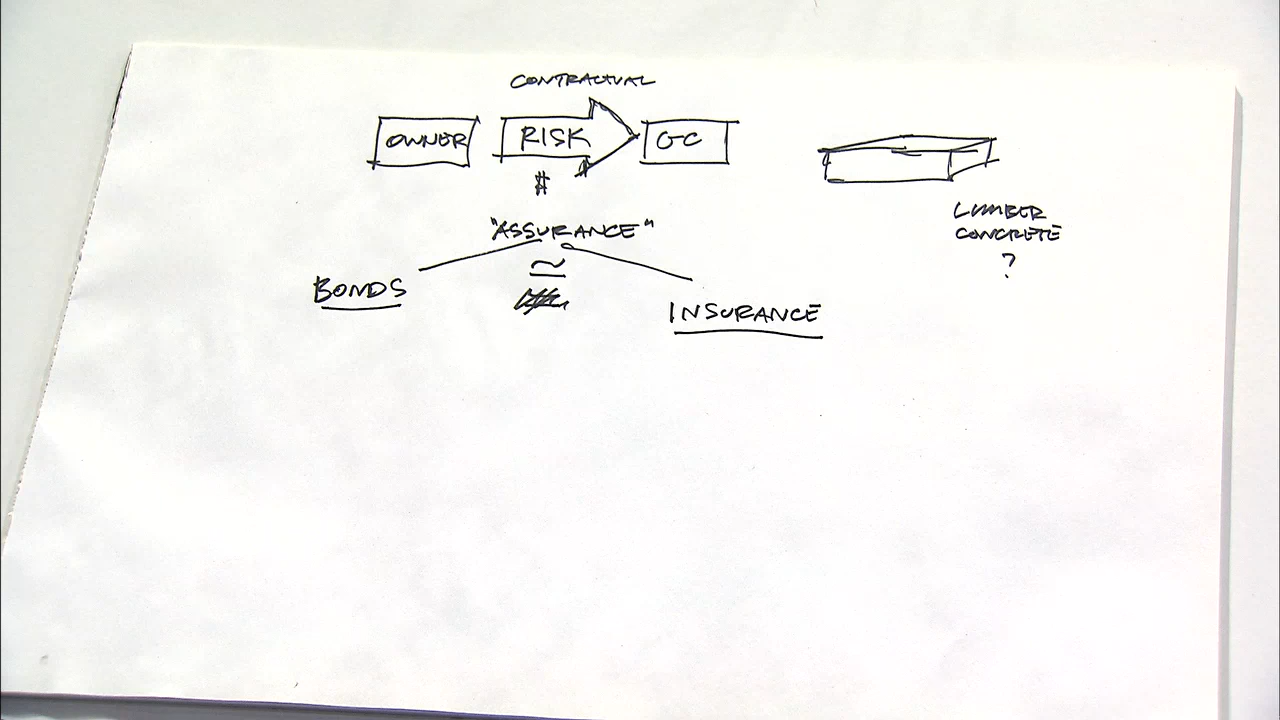 CONTRACTUAL
OWNER RISK GC
#
"ASSURANCE"
≃
BONDS
INSURANCE
LUMBER
CONCRETE
?